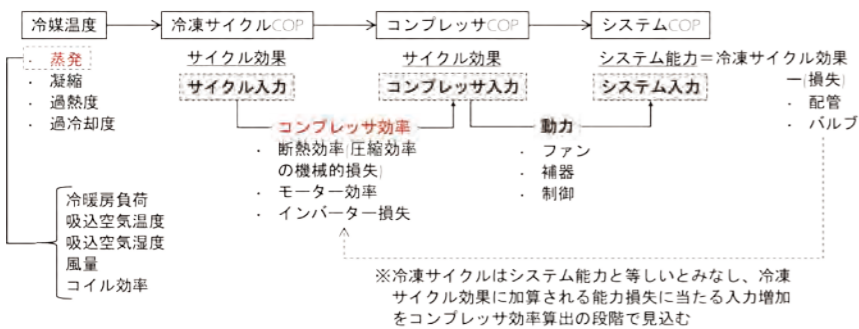 冷媒温度 冷凍サイクルCOP コンプレッサCOP システムCOP
・ 蒸発
・ 凝縮
・ 過熱度
・ 過冷却度
サイクル効果
サイクル入力
サイクル効果
コンプレッサ入力
システム能力=冷凍サイクル効果
ー(損失)
・ 配管
・ バルブ
システム入力
コンプレッサ効率
・ 断熱効率(圧縮効率
の機械的損失)
・ モーター効率
・ インバーター損失
動力
・ ファン
・ 補器
・ 制御
冷暖房負荷
吸込空気温度
吸込空気湿度
風量
コイル効率
※冷凍サイクルはシステム能力と等しいとみなし、冷凍
サイクル効果に加算される能力損失に当たる入力増加
をコンプレッサ効率算出の段階で見込む